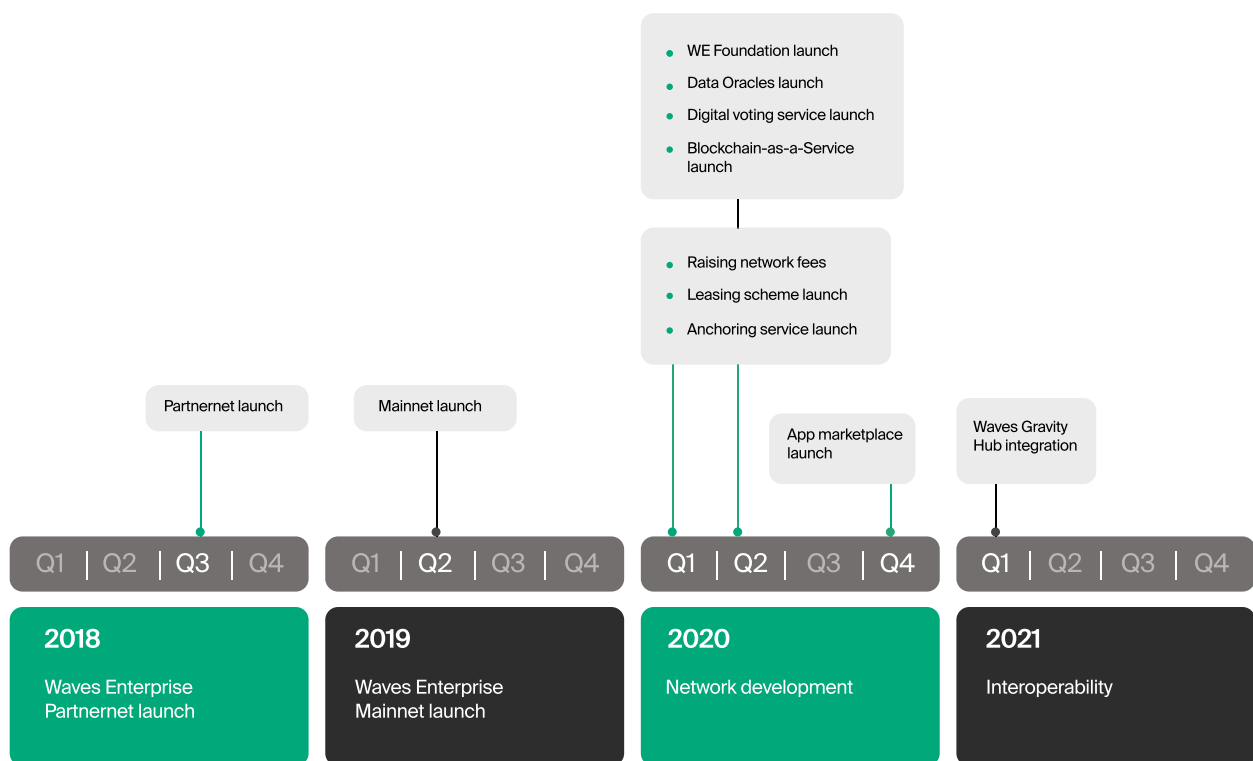 WE Foundation launch
Data Oracles launch
Digital voting service launch
Blockchain-as-a-Service
launch
Raising network fees
Leasing scheme launch
Anchoring service launch
Partnernet launch
Mainnet launch
App marketplace
launch
Waves Gravity
Hub integration
Q1 Q2 Q3 Q4
Q1 Q2 Q3 Q4
Q1 Q2 Q3 Q4
Q1 Q2 Q3 Q4
2018
Waves Enterprise
Partnernet launch
2019
Waves Enterprise
Mainnet launch
2020
Network development
2021
Interoperability